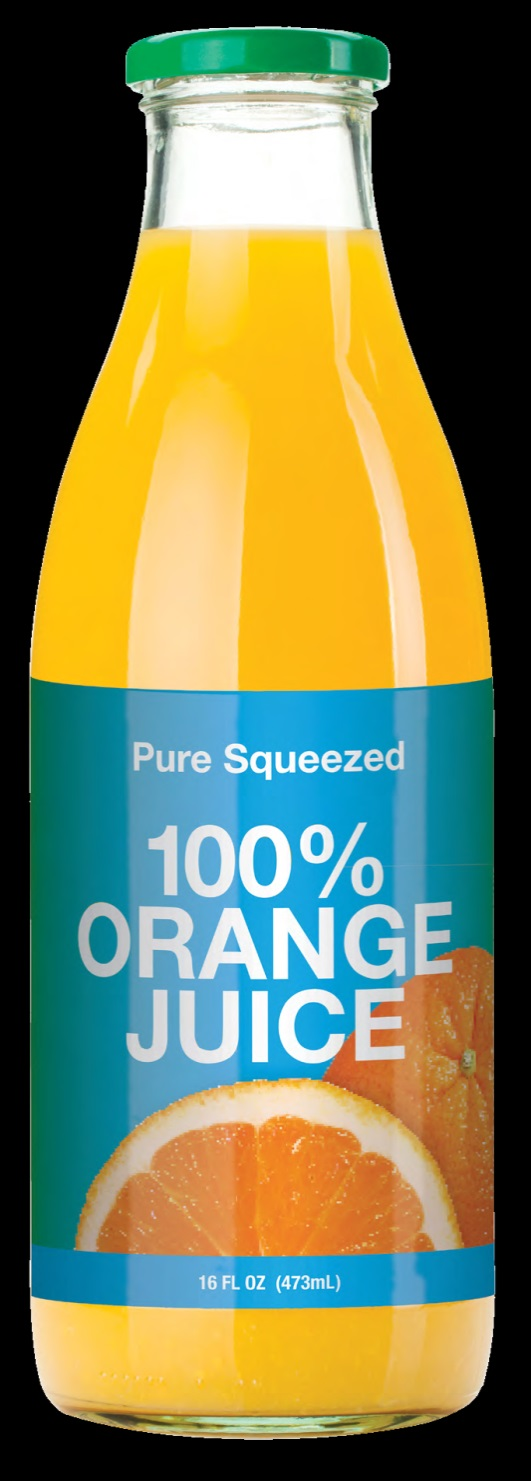 Pure Squeezed
100%
ORANGE
JUICE
16 FL OZ (473mL)